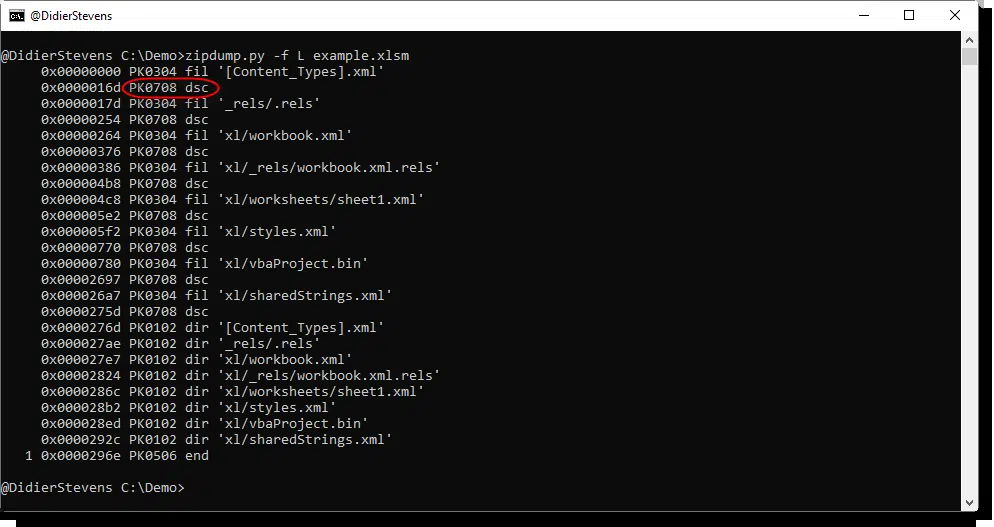 @DidierStevens
@DidierStevens C:\Demo>zipdump.py -f L example.xlsm
0x00000000 PK0304 fil '[Content_Types].xml'
0x0000016d PK0708 dsc
0x0000017d PK0304 fil '_rels/.rels'
0x00000254 PK0708 dsc
0x00000264 PK0304 fil 'xl/workbook.xml'
0x00000376 PK0708 dsc
0x00000386 PK0304 fil 'xl/_rels/workbook.xml.rels'
0x000004b8 PK0708 dsc
0x000004c8 PK0304 fil 'xl/worksheets/sheet1.xml'
0x000005e2 PK0708 dsc
0x000005f2 PK0304 fil 'xl/styles.xml'
0x00000770 PK0708 dsc
0x00000780 PK0304 fil 'xl/vbaProject.bin'
0x00002697 PK0708 dsc
0x000026a7 PK0304 fil 'xl/sharedStrings.xml'
0x0000275d PK0708 dsc
0x0000276d PK0102 dir '[Content_Types].xml'
0x000027ae PK0102 dir '_rels/.rels'
0x000027e7 PK0102 dir 'xl/workbook.xml'
0x00002824 PK0102 dir 'xl/_rels/workbook.xml.rels'
0x0000286c PK0102 dir 'xl/worksheets/sheet1.xml'
0x000028b2 PK0102 dir 'xl/styles.xml'
0x000028ed PK0102 dir 'xl/vbaProject.bin'
0x0000292c PK0102 dir 'xl/sharedStrings.xml'
1 0x0000296e PK0506 end
@DidierStevens C:\Demo>